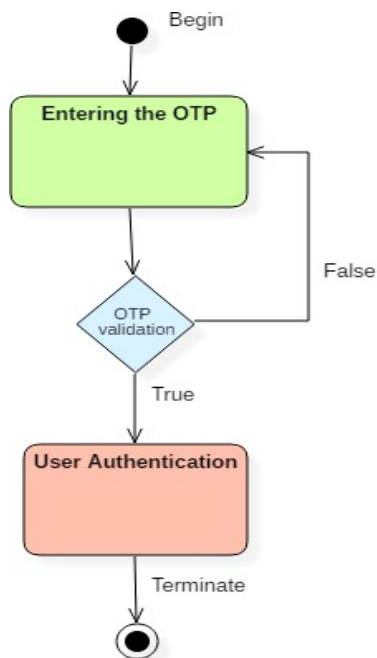 Begin
Entering the OTP
False
OTP
validation
True
User Authentication
Terminate